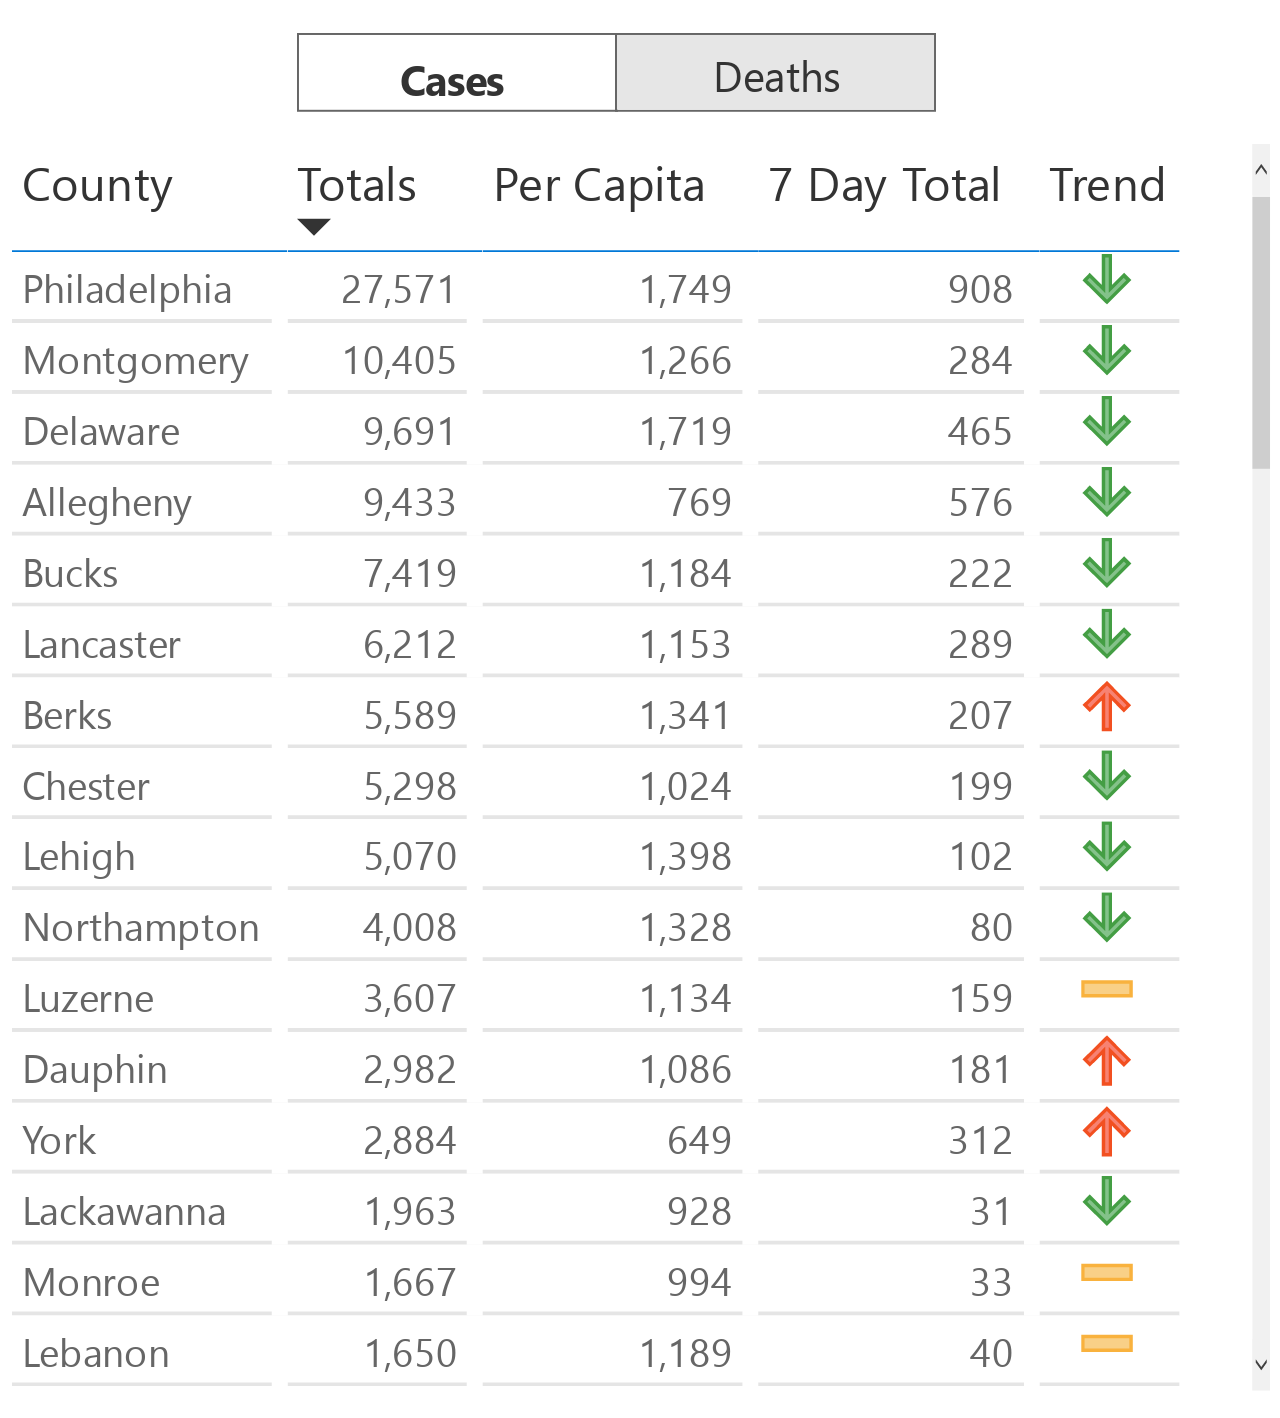 Cases Deaths
County Totals Per Capita 7 Day Total Trend
Philadelphia 27,571 1,749 908
Montgomery 10,405 1,266 284
Delaware 9,691 1,719 465
Allegheny 9,433 769 576
Bucks 7,419 1,184 222
Lancaster 6,212 1,153 289
Berks 5,589 1,341 207
Chester 5,298 1,024 199
Lehigh 5,070 1,398 102
Northampton 4,008 1,328 80
Luzerne 3,607 1,134 159
Dauphin 2,982 1,086 181
York 2,884 649 312
Lackawanna 1,963 928 31
Monroe 1,667 994 33
Lebanon 1,650 1,189 40